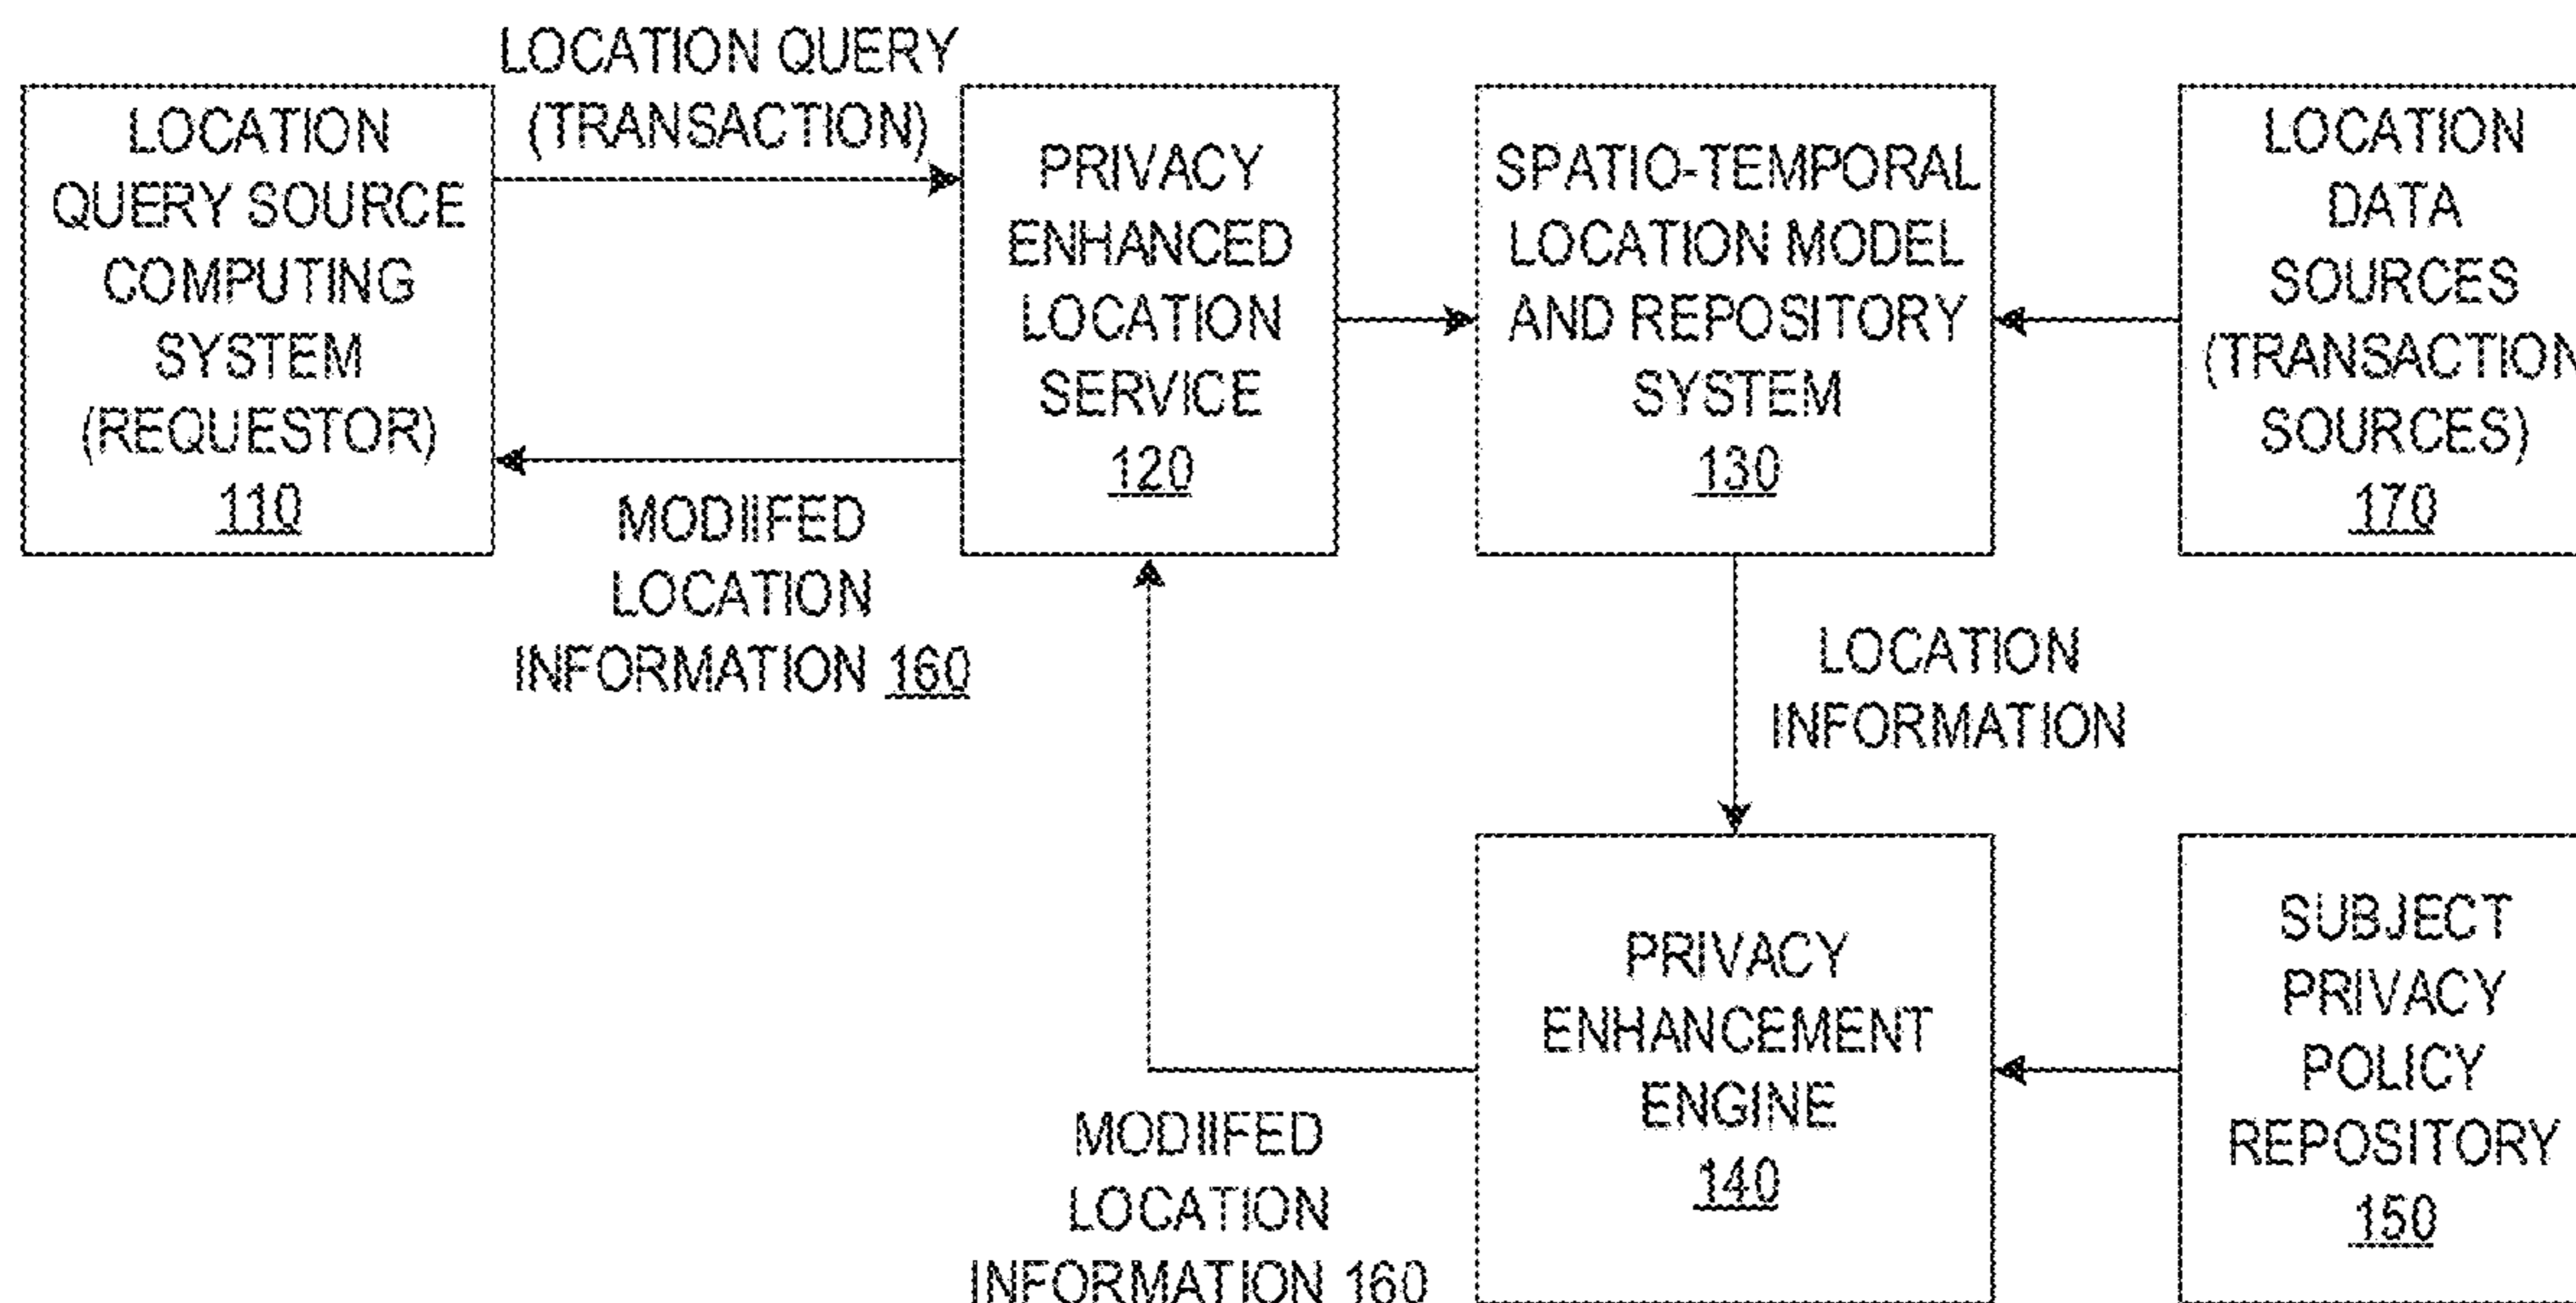 LOCATION QUERY
(TRANSACTION)
LOCATION
QUERY SOURCE
COMPUTING
SYSTEM
(REQUESTOR)
110
PRIVACY
ENHANCED
LOCATION
SERVICE
120
SPATIO-TEMPORAL
LOCATION MODEL
AND REPOSITORY
SYSTEM
130
LOCATION
DATA
SOURCES
(TRANSACTION
SOURCES)
170
MODIIFED
LOCATION
INFORMATION 160
LOCATION
INFORMATION
PRIVACY
ENHANCEMENT
ENGINE
140
SUBJECT
PRIVACY
POLICY
REPOSITORY
150
MODIIFED
LOCATION
INFORMATION 160